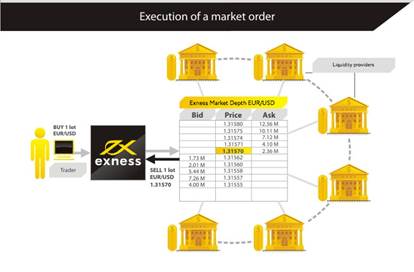 Execution of a market order
Liquidity providers
Exness Market Depth EUR/USD
Bid Price Ask
1.31580 12.36 M
1.31575 10.11 M
1.31574 7.12 M
1.31571 4.10 M
1.31570 2.36 M
1.73 M 1.31562
2.01 M 1.31560
5.44 M 1.31558
7.26 M 1.31557
4.00 M 1.31555
BUY 1 lot
EUR/USD
Trader
exness
SELL 1 lot
EUR/USD
1.31570